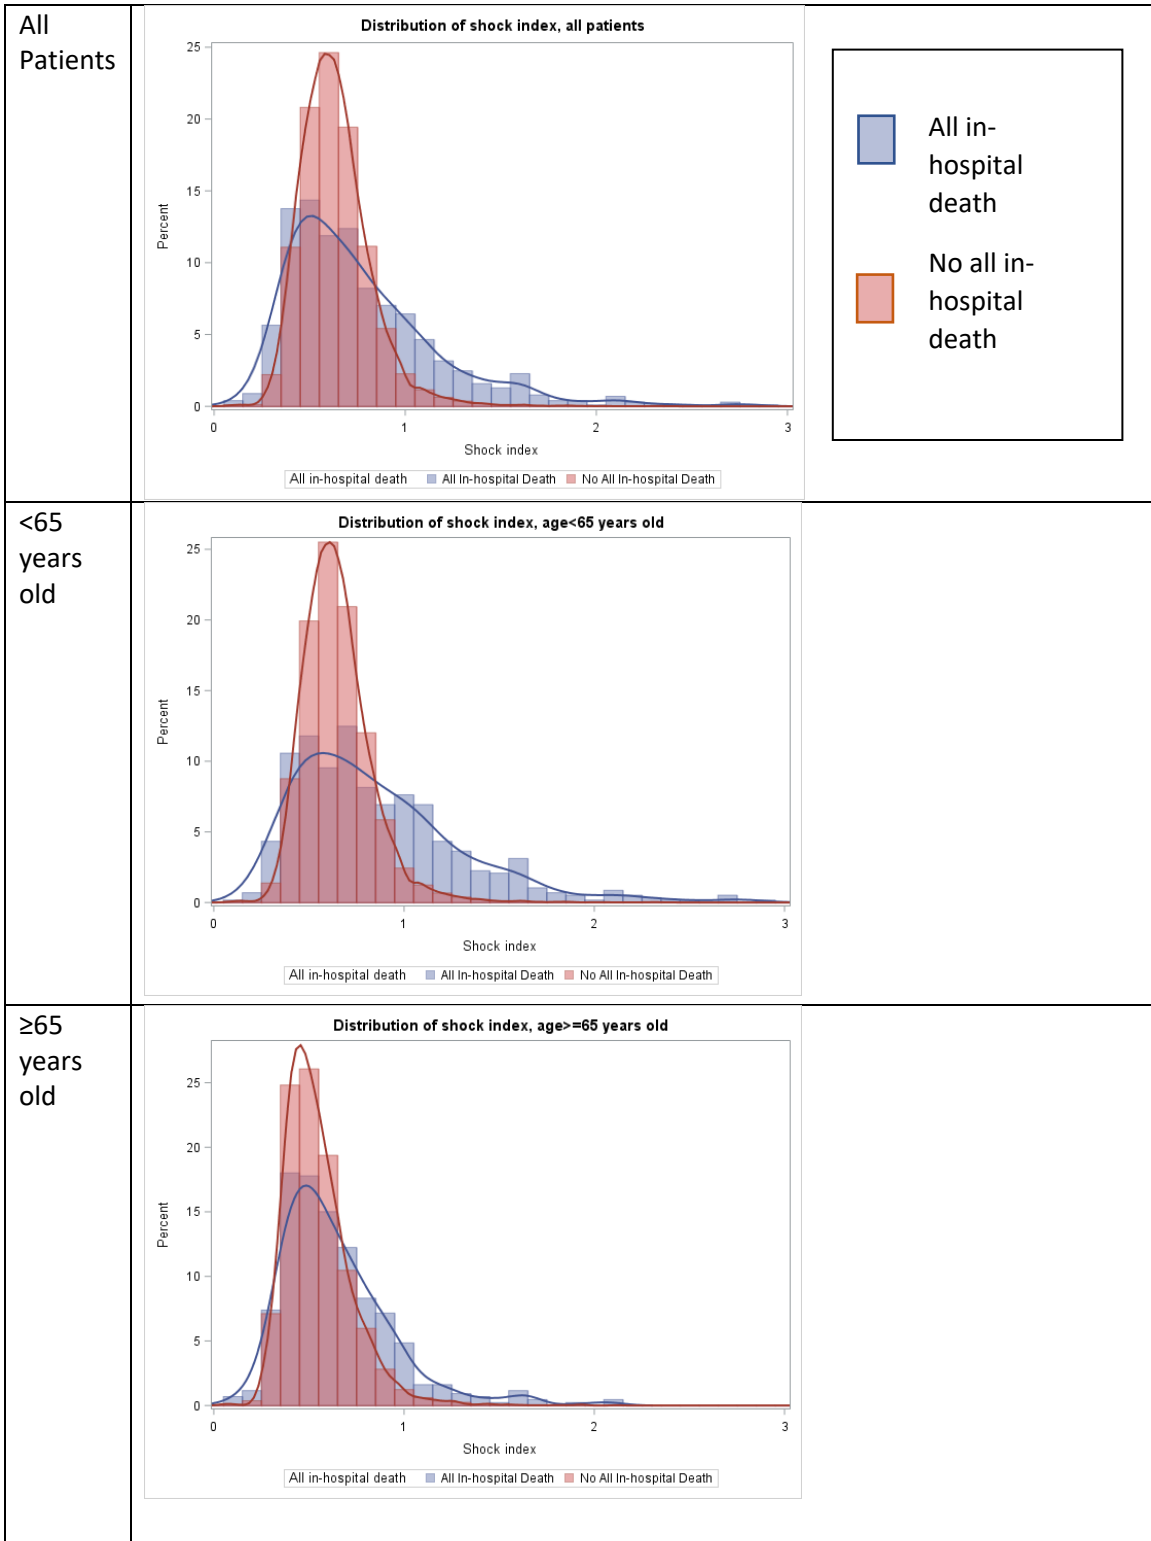 All
Patients
Distribution of shock index, all patients
25
20
15
10
5
0
Percent
0 1 2 3
Shock index
All in-hospital death All In-hospital Death No All In-hospital Death
All in-
hospital
death
No all in-
hospital
death
<65
years
old
Distribution of shock index, age<65 years old
25
20
15
10
5
0
Percent
0 1 2 3
Shock index
All in-hospital death All In-hospital Death No All In-hospital Death
≥65
years
old
Distribution of shock index, age>=65 years old
25
20
15
10
5
0
Percent
0 1 2 3
Shock index
All in-hospital death All In-hospital Death No All In-hospital Death